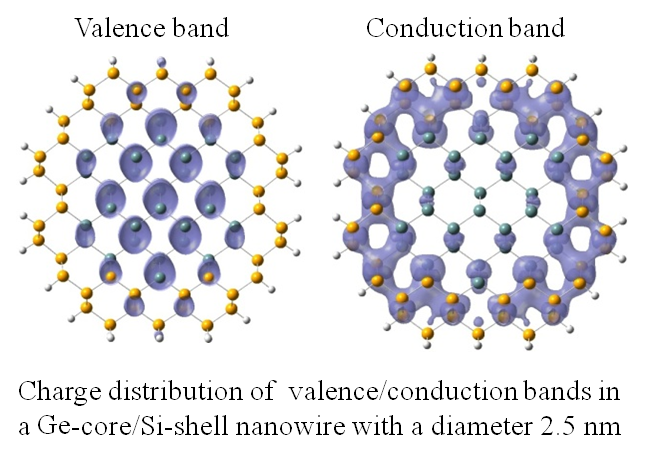 Valence band
Conduction band
Charge distribution of valence/conduction bands in
a Ge-core/Si-shell nanowire with a diameter 2.5 nm